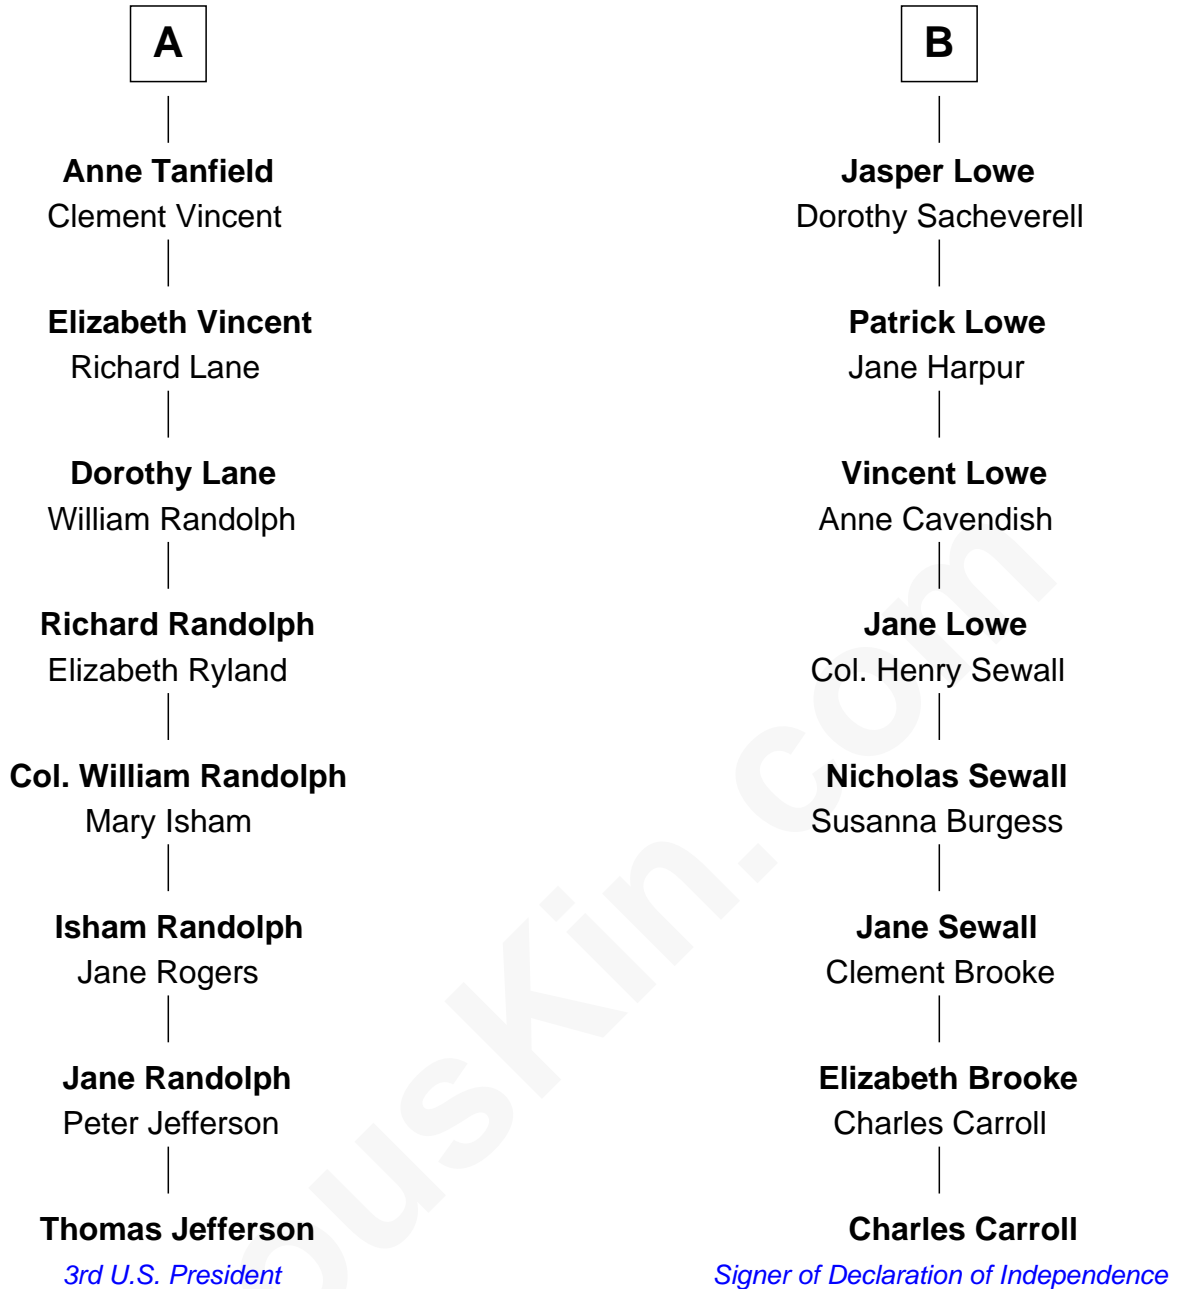 A
Anne Tanfield
Clement Vincent
Elizabeth Vincent
Richard Lane
Dorothy Lane
William Randolph
Richard Randolph
Elizabeth Ryland
Col. William Randolph
Mary Isham
Isham Randolph
Jane Rogers
Jane Randolph
Peter Jefferson
Thomas Jefferson
3rd U.S. President
B
Jasper Lowe
Dorothy Sacheverell
Patrick Lowe
Jane Harpur
Vincent Lowe
Anne Cavendish
Jane Lowe
Col. Henry Sewall
Nicholas Sewall
Susanna Burgess
Jane Sewall
Clement Brooke
Elizabeth Brooke
Charles Carroll
Charles Carroll
Signer of Declaration of Independence
ousKin.com